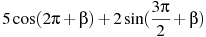 5cos(2π + β) + 2sin(3π/2 + β)